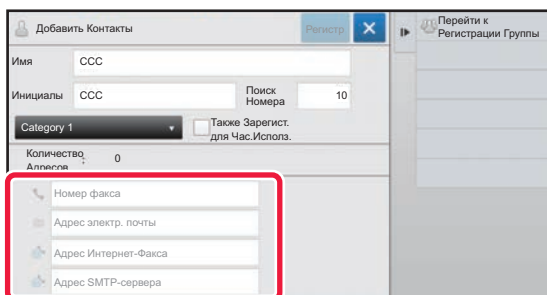 Добавить Контакты
Регистр
Перейти к
Регистрации Группы
Имя
CCC
Инициалы
CCC
Поиск
Номера
10
Category 1
Также Зарегист.
для Час.Использ.
Количество
Адресов
:
0
Номер факса
Адрес электр. почты
Адрес Интернет-Факса
Адрес SMTP-сервера